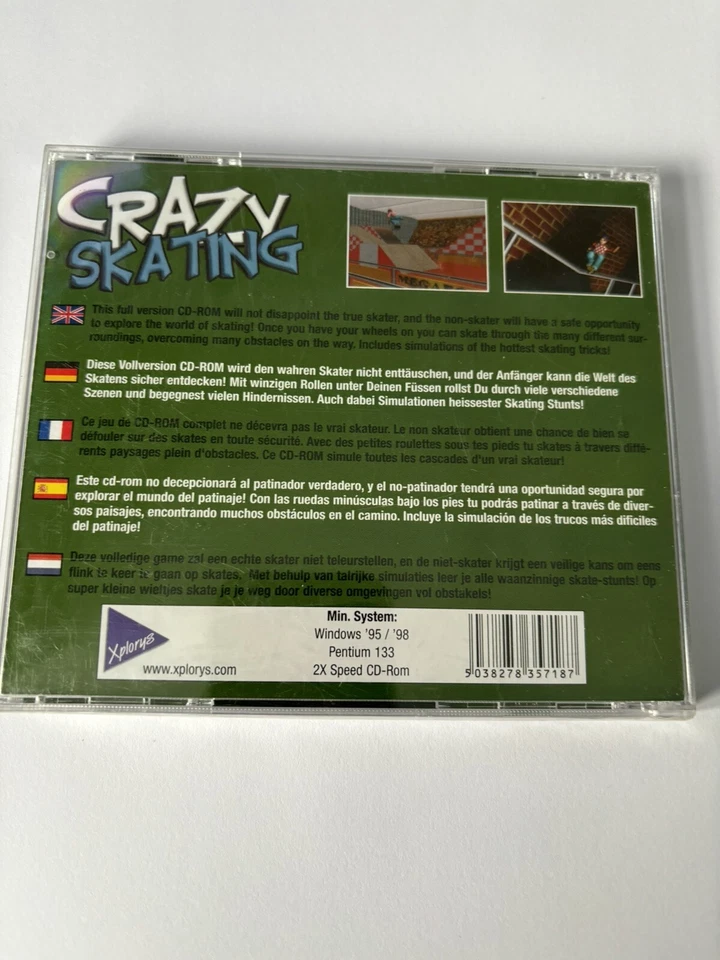 CRAZY
SKATING
MEGA
This full version CD-ROM will not disappoint the true skater, and the non-skater will have a safe opportunity
to explore the world of skating! Once you have your wheels on you can skate through the many different sur-
roundings, overcoming many obstacles on the way. Includes simulations of the hottest skating tricks!
Diese Vollversion CD-ROM wird den wahren Skater nicht enttäuschen, und der Anfänger kann die Welt des
Skatens sicher entdecken! Mit winzigen Rollen unter Deinen Füssen rollst Du durch viele verschiedene
Szenen und begegnest vielen Hindernissen. Auch dabei Simulationen heissester Skating Stunts!
Ce jeu de CD-ROM complet ne décevra pas le vrai skateur. Le non skateur obtient une chance de bien se
défouler sur des skates en toute sécurité. Avec des petites roulettes sous tes pieds tu skates à travers diffé-
rents paysages plein d'obstacles. Ce CD-ROM simule toutes les cascades d'un vrai skateur!
Este cd-rom no decepcionará al patinador verdadero, y el no-patinador tendrá una oportunidad segura por
explorar el mundo del patinaje! Con las ruedas minúsculas bajo los pies tu podrás patinar a través de diver-
sos paisajes, encontrando muchos obstáculos en el camino. Incluye la simulación de los trucos más dificiles
del patinaje!
Deze volledige game zal een echte skater niet teleurstellen, en de niet-skater krijgt een veilige kans om eens
flink te keer te gaan op skates. Met behulp van talrijke simulaties leer je alle waanzinnige skate-stunts! Op
super kleine wieltjes skate je je weg door diverse omgevingen vol obstakels!
Xplorys
www.xplorys.com
Min. System:
Windows '95 / '98
Pentium 133
2X Speed CD-Rom
5 038278 357187